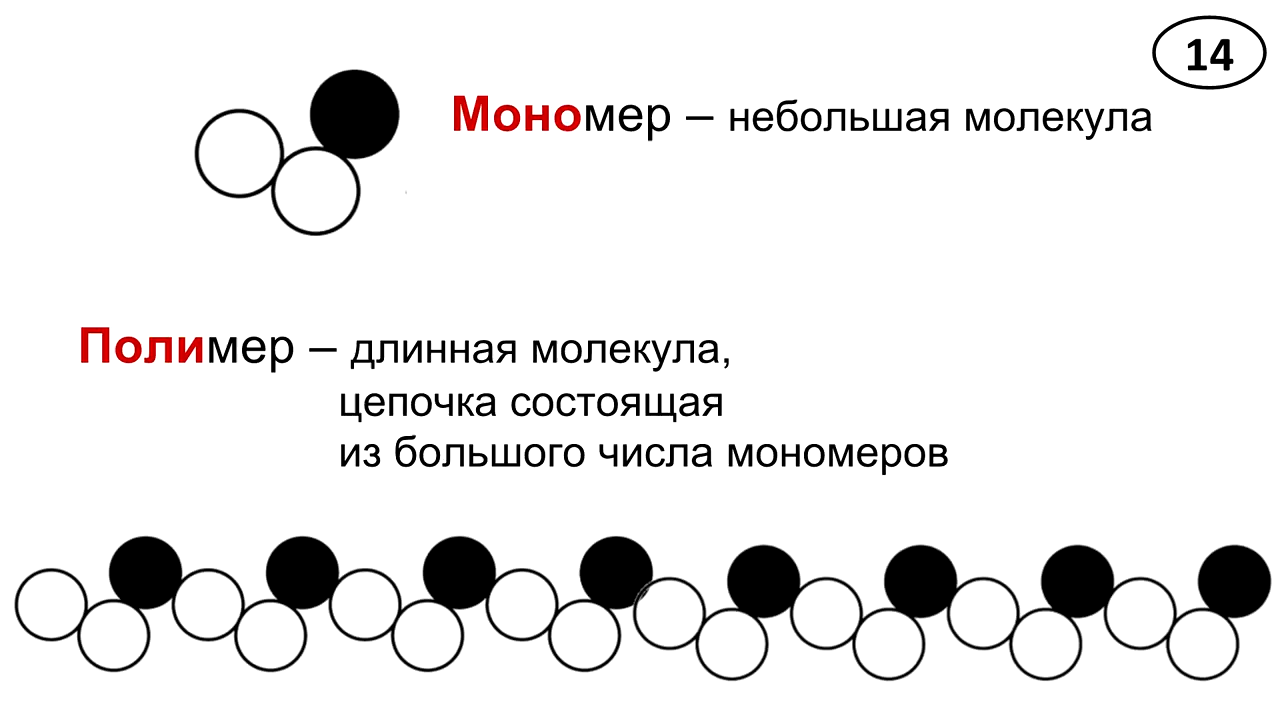 14
Мономер – небольшая молекула
Полимер – длинная молекула,
цепочка состоящая
из большого числа мономеров